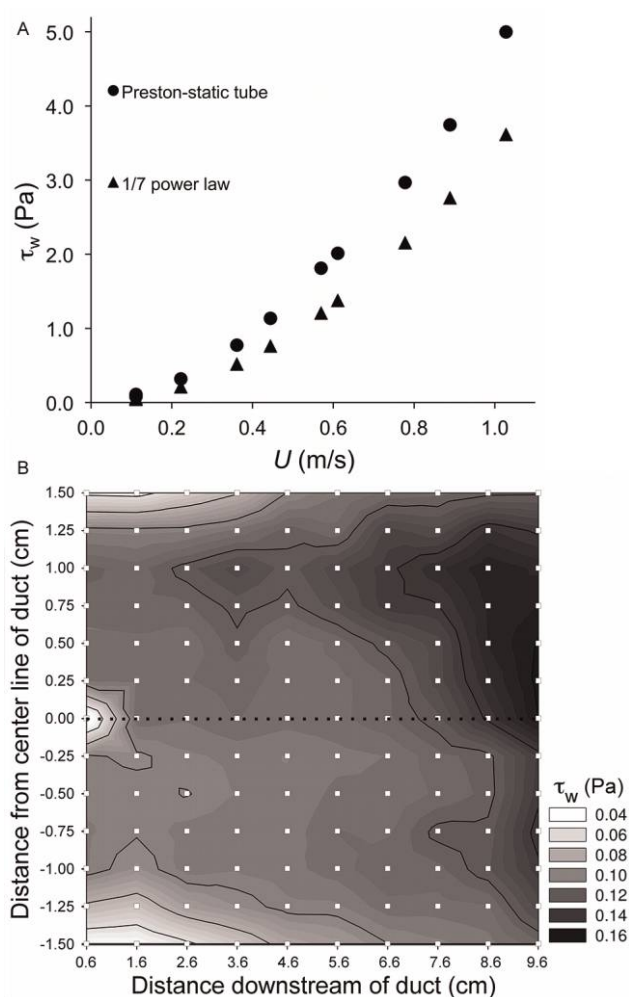 A
5.0
Preston-static tube
4.0
1/7 power law
3.0
τw (Pa)
2.0
1.0
0.0
0.0 0.2 0.4 0.6 0.8 1.0
U (m/s)
B
1.50
1.25
1.00
0.75
0.50
0.25
0.00
-0.25
-0.50
-0.75
-1.00
-1.25
-1.50
Distance from center line of duct (cm)
0.6 1.6 2.6 3.6 4.6 5.6 6.6 7.6 8.6 9.6
Distance downstream of duct (cm)
τw (Pa)
0.04
0.06
0.08
0.10
0.12
0.14
0.16